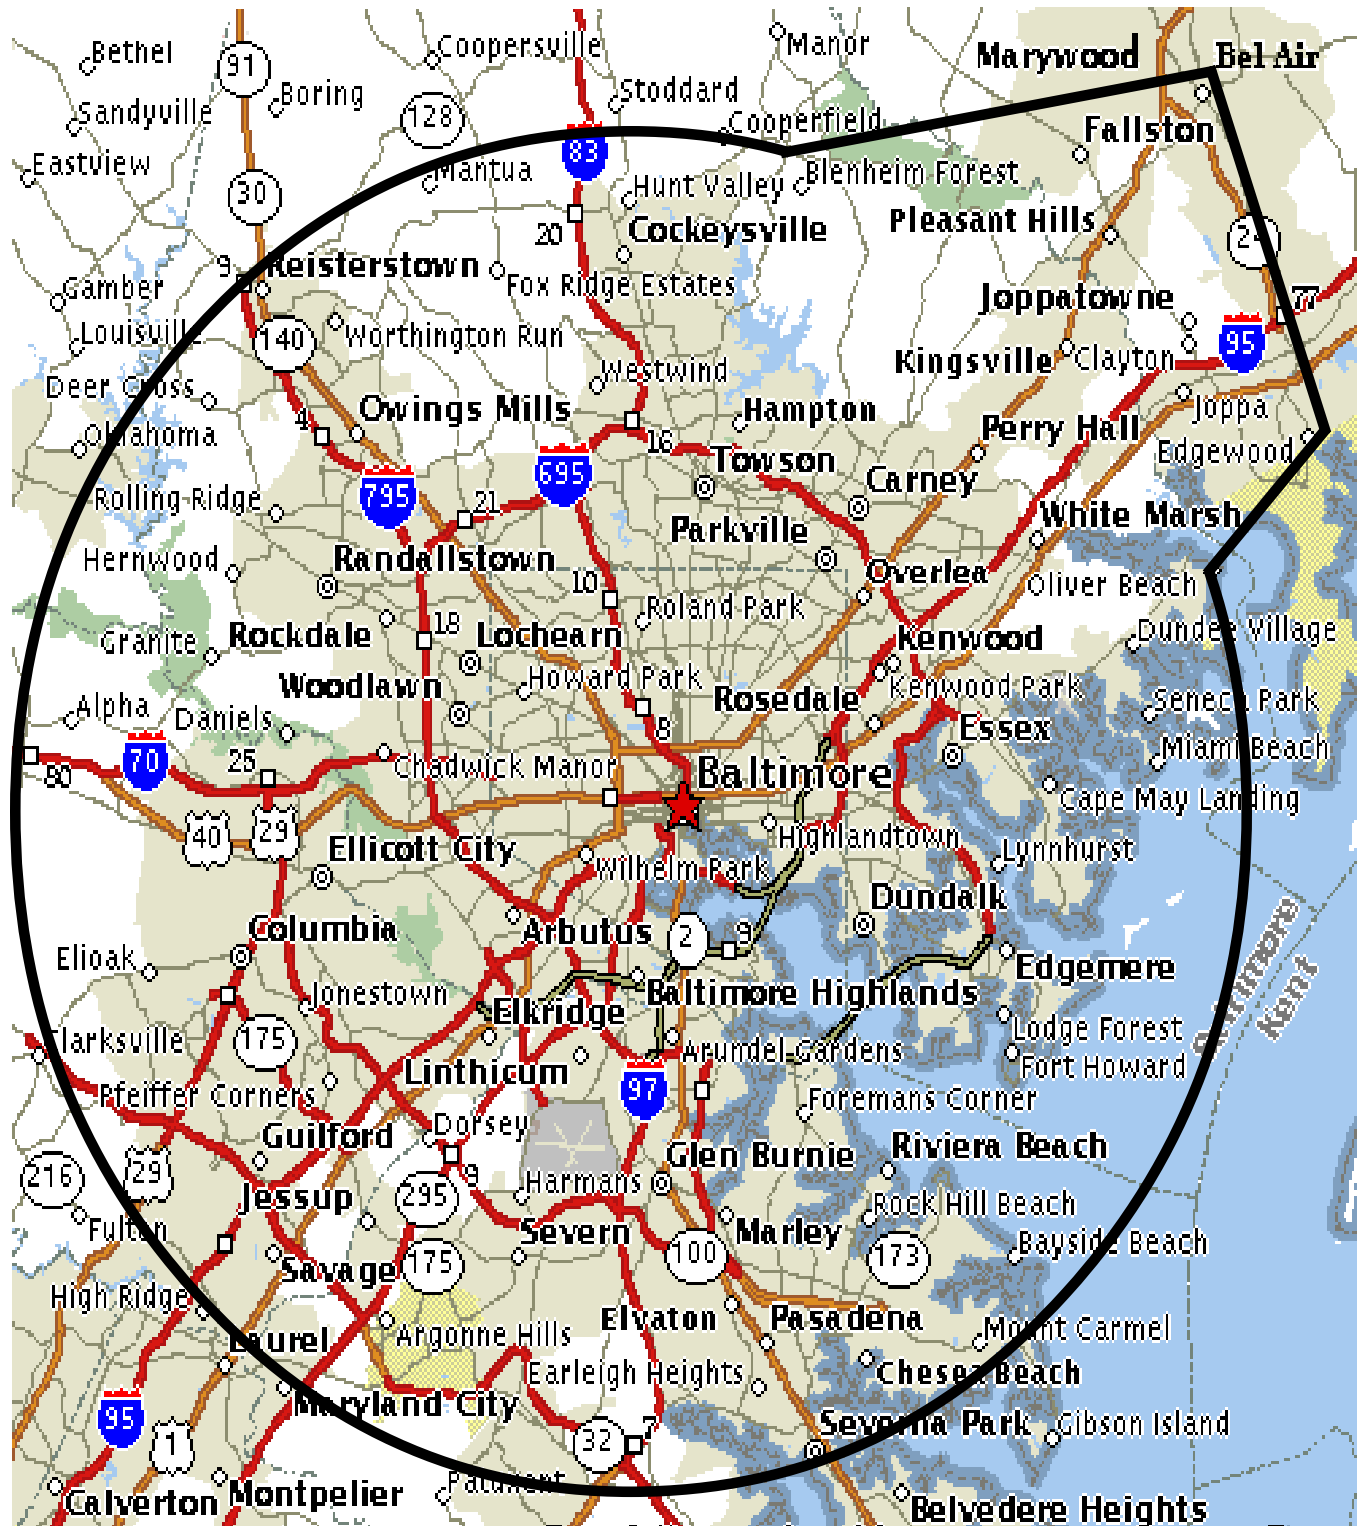 Bethel
91
Coopersville
Manor
Marywood
Bel Air
Sandyville
Boring
128
Stoddard
Cooperfield
Fallston
Eastview
30
Mantua
83
Hunt Valley
Blenheim Forest
20
Cockeysville
Pleasant Hills
24
9
Reisterstown
Gamber
Fox Ridge Estates
Joppatowne
77
Louisville
140
Worthington Run
Kingsville
Clayton
95
Deer Cross
Westwind
4
Owings Mills
Hampton
Joppa
Oklahoma
16
Perry Hall
Edgewood
Rolling Ridge
795
21
695
Towson
Carney
White Marsh
Hernwood
Randallstown
Parkville
10
Overlea
Oliver Beach
Granite
Rockdale
18
Lochearn
Roland Park
Kenwood
Dundee Village
Woodlawn
Howard Park
Rosedale
Kenwood Park
Seneca Park
Alpha
Daniels
8
Essex
Miami Beach
80
70
25
Chadwick Manor
Baltimore
Cape May Landing
40
29
Ellicott City
Highlandtown
Lynnhurst
Wilhelm Park
Dundalk
Columbia
Arbutus
2
9
Baltimore
Kent
Elioak
Edgemere
Jonestown
Elkridge
Baltimore Highlands
Clarksville
175
Lodge Forest
Arundel Gardens
Fort Howard
Pfeiffer Corners
Linthicum
97
Foremans Corner
Guilford
Dorsey
Glen Burnie
Riviera Beach
216
29
Jessup
295
9
Harmans
Rock Hill Beach
Fulton
Severn
Marley
Bayside Beach
Savage
175
100
173
High Ridge
Laurel
Argonne Hills
Elvaton
Pasadena
Mount Carmel
Earleigh Heights
Chesea Beach
95
1
Maryland City
32
7
Severna Park
Gibson Island
Calverton
Montpelier
Patuxent
Belvedere Heights